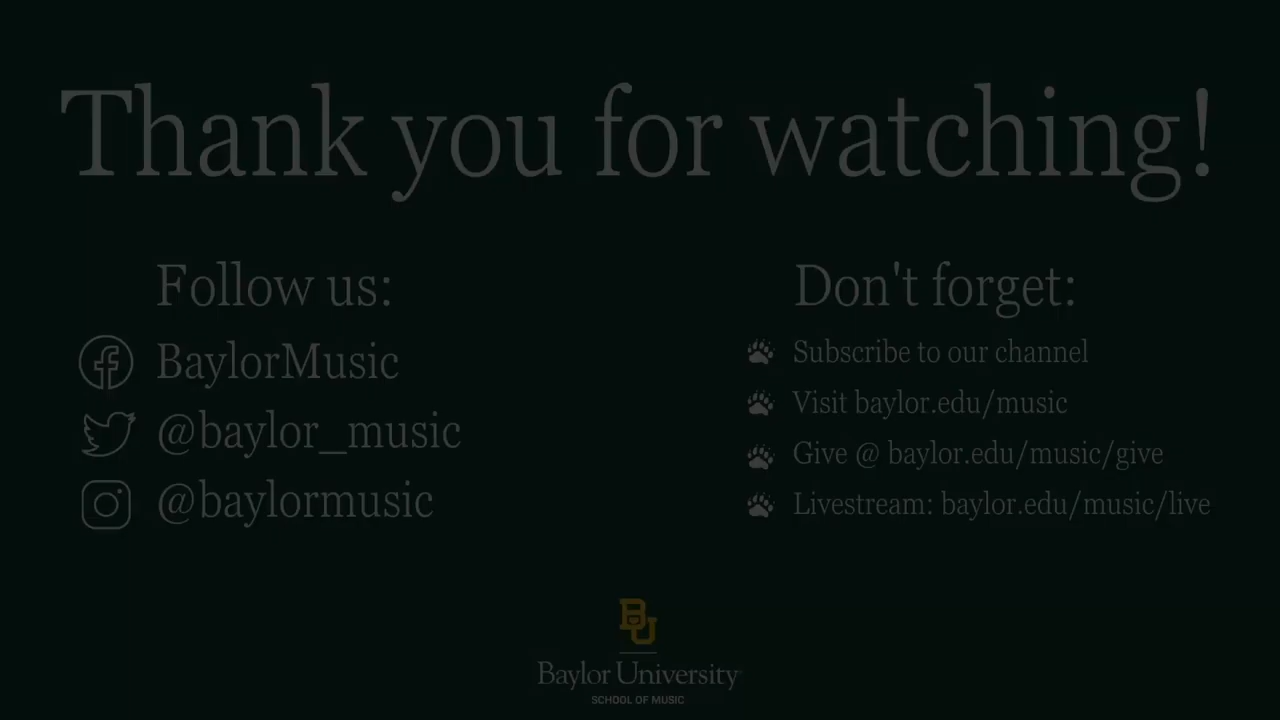 Thank you for watching!
Follow us:
BaylorMusic
@baylor_music
@baylormusic
Don't forget:
Subscribe to our channel
Visit baylor.edu/music
Give @ baylor.edu/music/give
Livestream: baylor.edu/music/live
BU
Baylor University
SCHOOL OF MUSIC